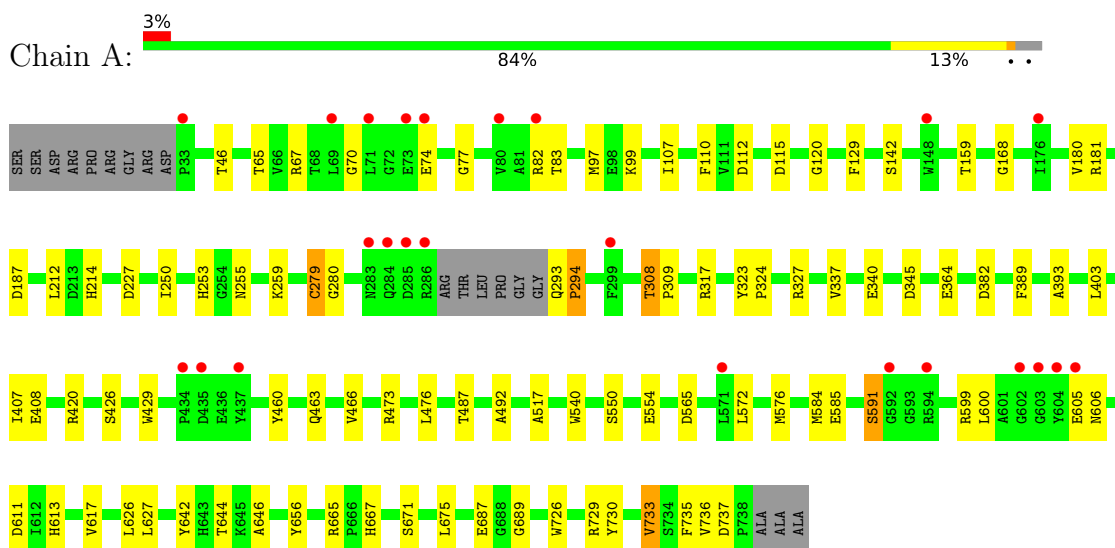 3%
Chain A:
84% 13% • •
SER SER ASP ARG PRO ARG GLY ARG ASP P33 T46 T65 V66 R67 T68 L69 G70 L71 G72 E73 E74 G77 V80 A81 R82 T83 M97 E98 K99 I107 F110 V111 D112 D115 G120 F129 S142 W148 T159 G168 I176 V180 R181
D187 L212 D213 H214 D227 I250 H253 G254 N255 K259 C279 G280 N283 Q284 D285 R286 ARG THR LEU PRO GLY GLY Q293 P294 F299 T308 P309 R317 Y323 P324 R327 V337 E340 D345 E364 D382 F389 A393 L403
I407 E408 R420 S426 W429 P434 D435 E436 Y437 Y460 Q463 V466 R473 L476 T487 A492 A517 W540 S550 E554 D565 L571 L572 M576 M584 E585 S591 G592 G593 R594 R599 L600 A601 G602 G603 Y604 E605 N606
D611 I612 H613 V617 L626 L627 Y642 H643 T644 K645 A646 Y656 R665 P666 H667 S671 L675 E687 G688 G689 W726 R729 Y730 V733 S734 F735 V736 D737 P738 ALA ALA ALA